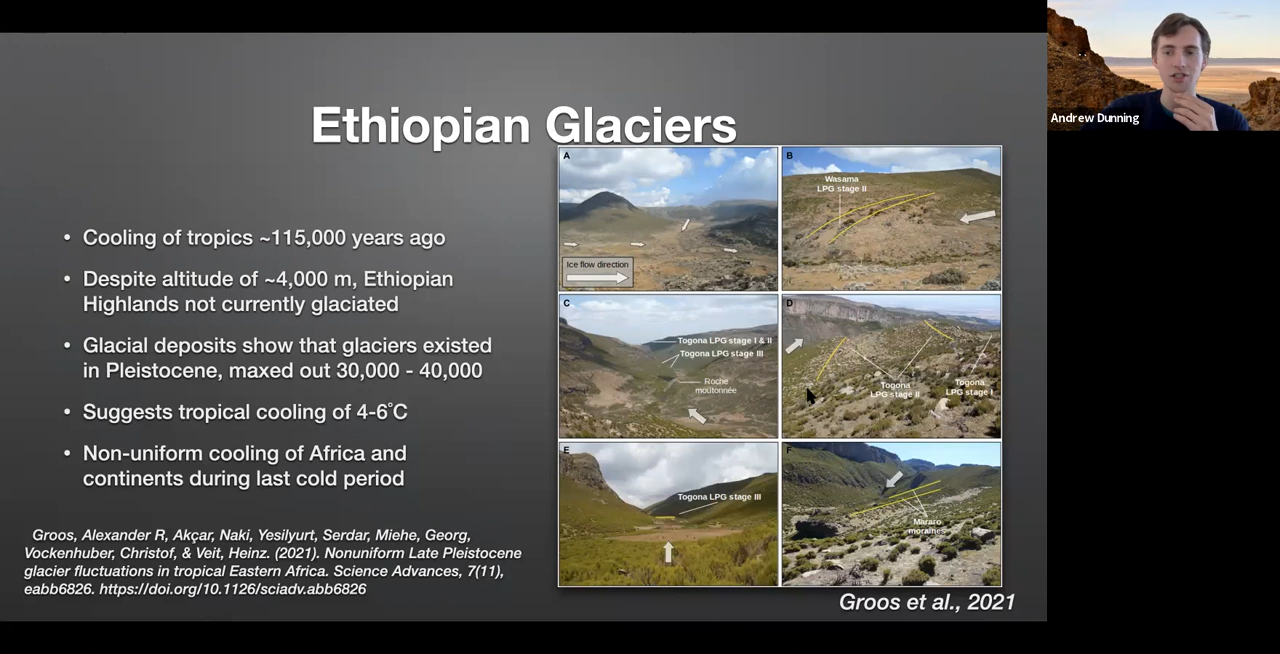 Ethiopian Glaciers
• Cooling of tropics ~115,000 years ago
• Despite altitude of ~4,000 m, Ethiopian
Highlands not currently glaciated
• Glacial deposits show that glaciers existed
in Pleistocene, maxed out 30,000 - 40,000
• Suggests tropical cooling of 4-6°C
• Non-uniform cooling of Africa and
continents during last cold period
Groos, Alexander R, Akçar, Naki, Yesilyurt, Serdar, Miehe, Georg,
Vockenhuber, Christof, & Veit, Heinz. (2021). Nonuniform Late Pleistocene
glacier fluctuations in tropical Eastern Africa. Science Advances, 7(11),
eabb6826. https://doi.org/10.1126/sciadv.abb6826
A
Ice flow direction
B
Wasama
LPG stage II
C
Togona LPG stage I & II
Togona LPG stage III
Roche
moutonnée
D
Togona
LPG stage II
Togona
LPG stage I
E
Togona LPG stage III
F
Mararo
moraines
Groos et al., 2021
Andrew Dunning